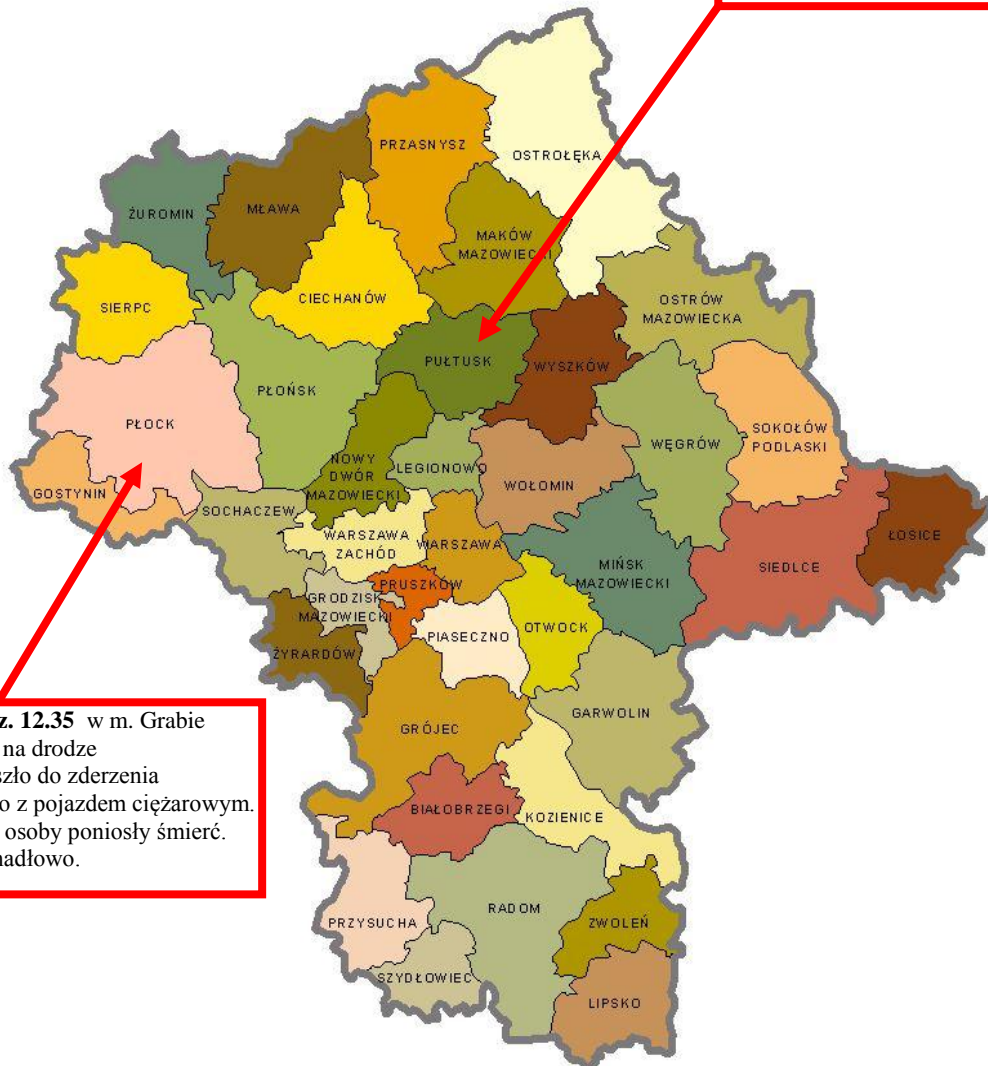 PRZASNYSZ
OSTROŁĘKA
ŻUROMIN
MŁAWA
MAKÓW
MAZOWIECKI
SIERPC
CIECHANÓW
OSTRÓW
MAZOWIECKA
PUŁTUSK
WYSZKÓW
PŁOŃSK
PŁOCK
SOKOŁÓW
PODLASKI
WĘGRÓW
NOWY
DWÓR
MAZOWIECKI
LEGIONOWO
GOSTYNIN
WOŁOMIN
SOCHACZEW
WARSZAWA
ZACHÓD
WARSZAWA
ŁOSICE
MIŃSK
MAZOWIECKI
SIEDLCE
PRUSZKÓW
GRODZISK
MAZOWIECKI
PIASECZNO
OTWOCK
ŻYRARDÓW
GARWOLIN
GRÓJEC
z. 12.35 w m. Grabie
na drodze
szło do zderzenia
o z pojazdem ciężarowym.
osoby poniosły śmierć.
nadłowo.
BIAŁOBRZEGI
KOZIENICE
RADOM
PRZYSUCHA
ZWOLEŃ
SZYDŁOWIEC
LIPSKO